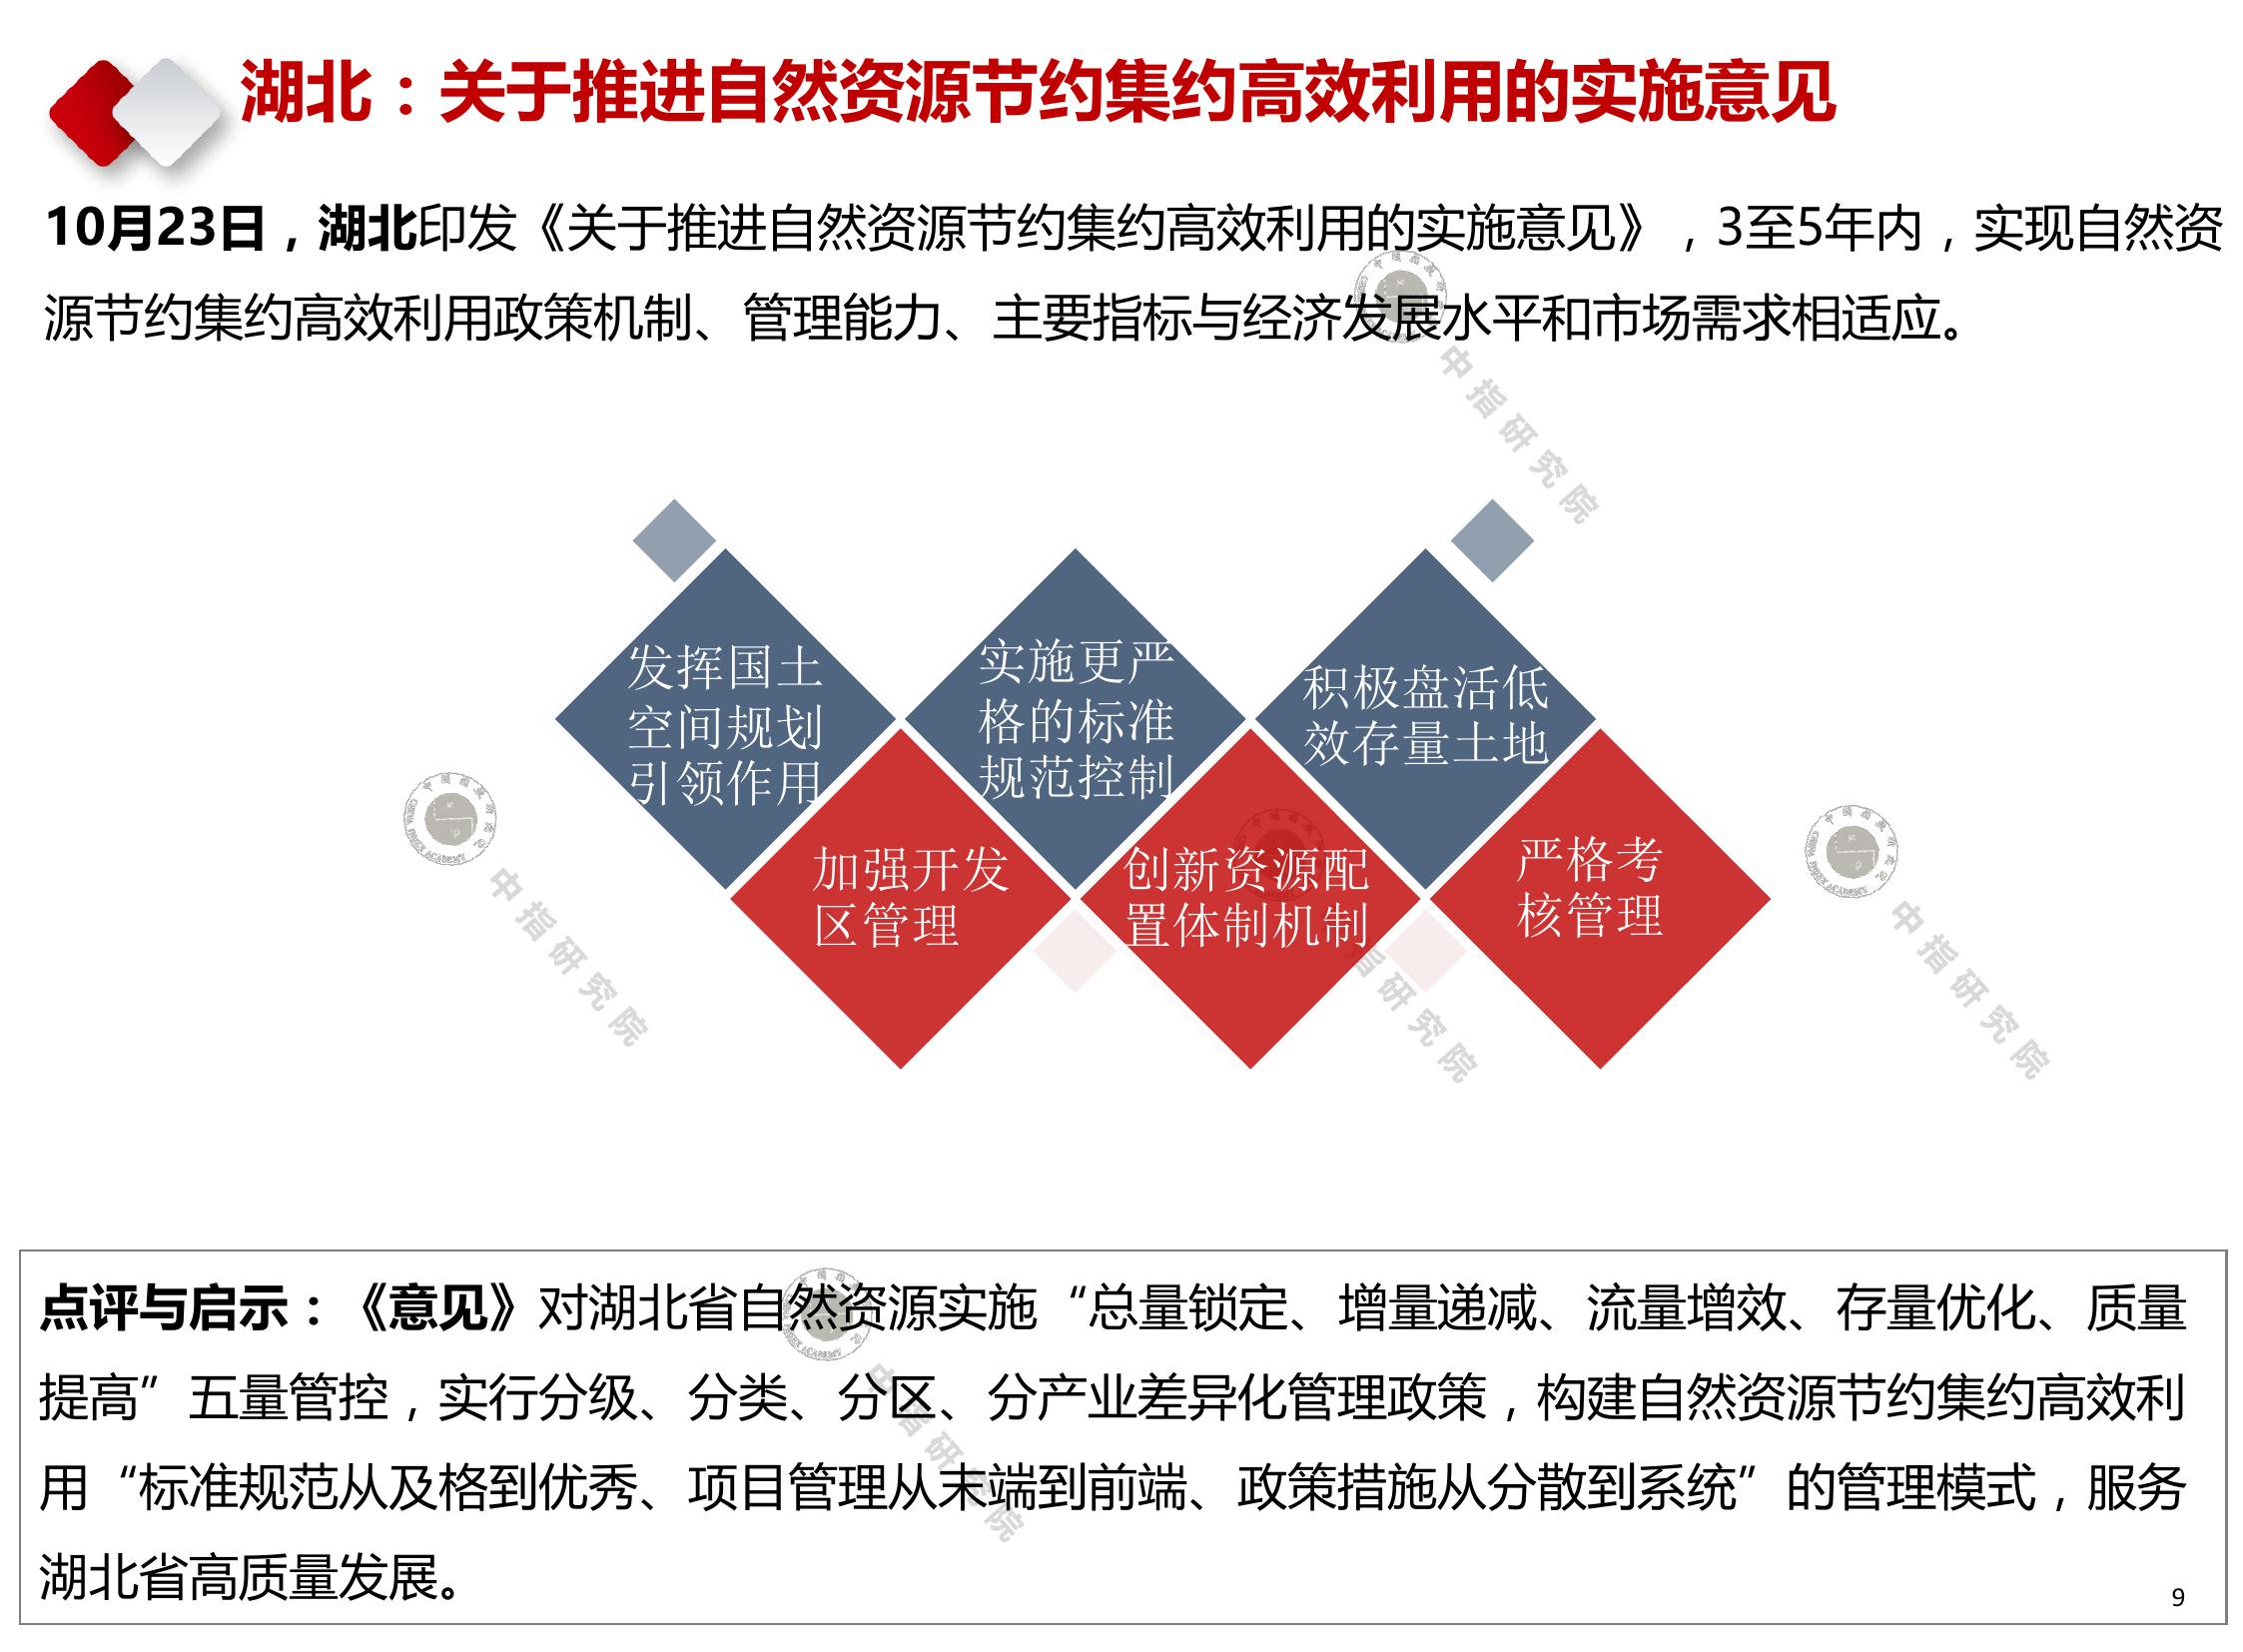 湖北：关于推进自然资源节约集约高效利用的实施意见
10月23日，湖北印发《关于推进自然资源节约集约高效利用的实施意见》，3至5年内，实现自然资
源节约集约高效利用政策机制、管理能力、主要指标与经济发展水平和市场需求相适应。
中指研究院
发挥国土
空间规划
引领作用
实施更严
格的标准
规范控制
积极盘活低
效存量土地
加强开发
区管理
创新资源配
置体制机制
严格考
核管理
中指研究院
指研究院
中指研究院
点评与启示：《意见》对湖北省自然资源实施“总量锁定、增量递减、流量增效、存量优化、质量
提高”五量管控，实行分级、分类、分区、分产业差异化管理政策，构建自然资源节约集约高效利
用“标准规范从及格到优秀、项目管理从末端到前端、政策措施从分散到系统”的管理模式，服务
湖北省高质量发展。
中指研究院
9